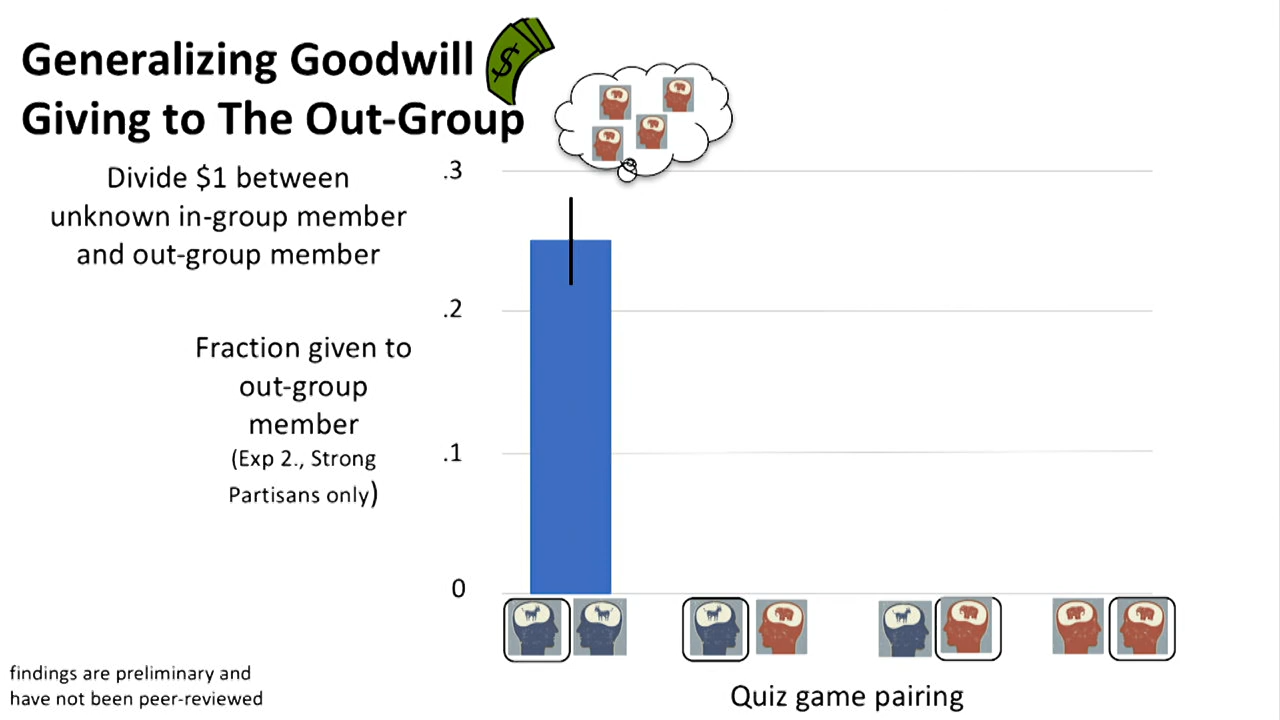 Generalizing Goodwill
Giving to The Out-Group
$
Divide $1 between
unknown in-group member
and out-group member
Fraction given to
out-group
member
(Exp 2., Strong
Partisans only)
.3
.2
.1
0
Quiz game pairing
findings are preliminary and
have not been peer-reviewed